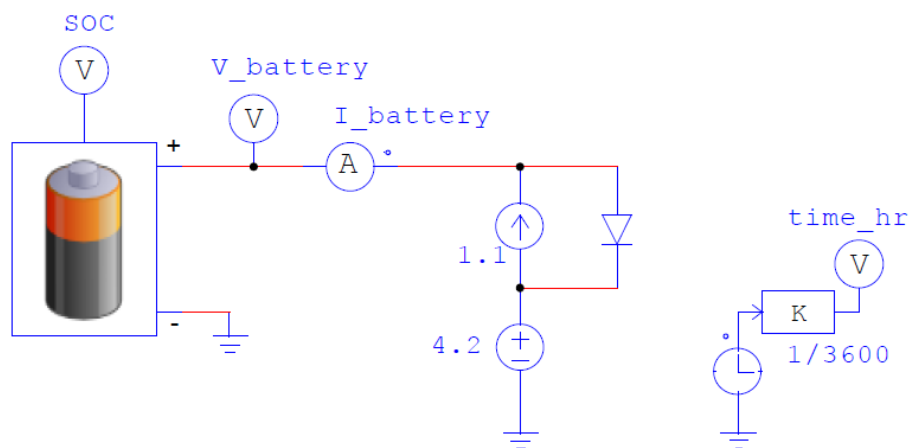 SOC
V
V_battery
V
I_battery
+
A
1.1
time_hr
V
K
1/3600
-
4.2
+
-